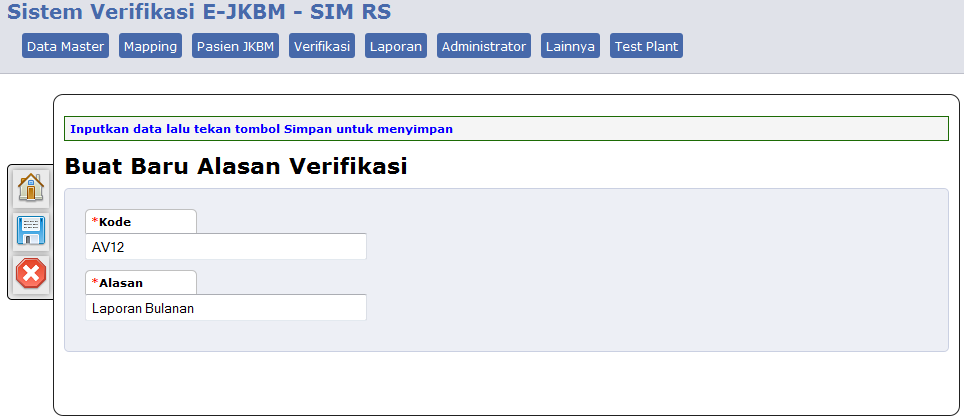 Sistem Verifikasi E-JKBM - SIM RS
Data Master Mapping Pasien JKBM Verifikasi Laporan Administrator Lainnya Test Plant
Inputkan data lalu tekan tombol Simpan untuk menyimpan
Buat Baru Alasan Verifikasi
*Kode
AV12
*Alasan
Laporan Bulanan